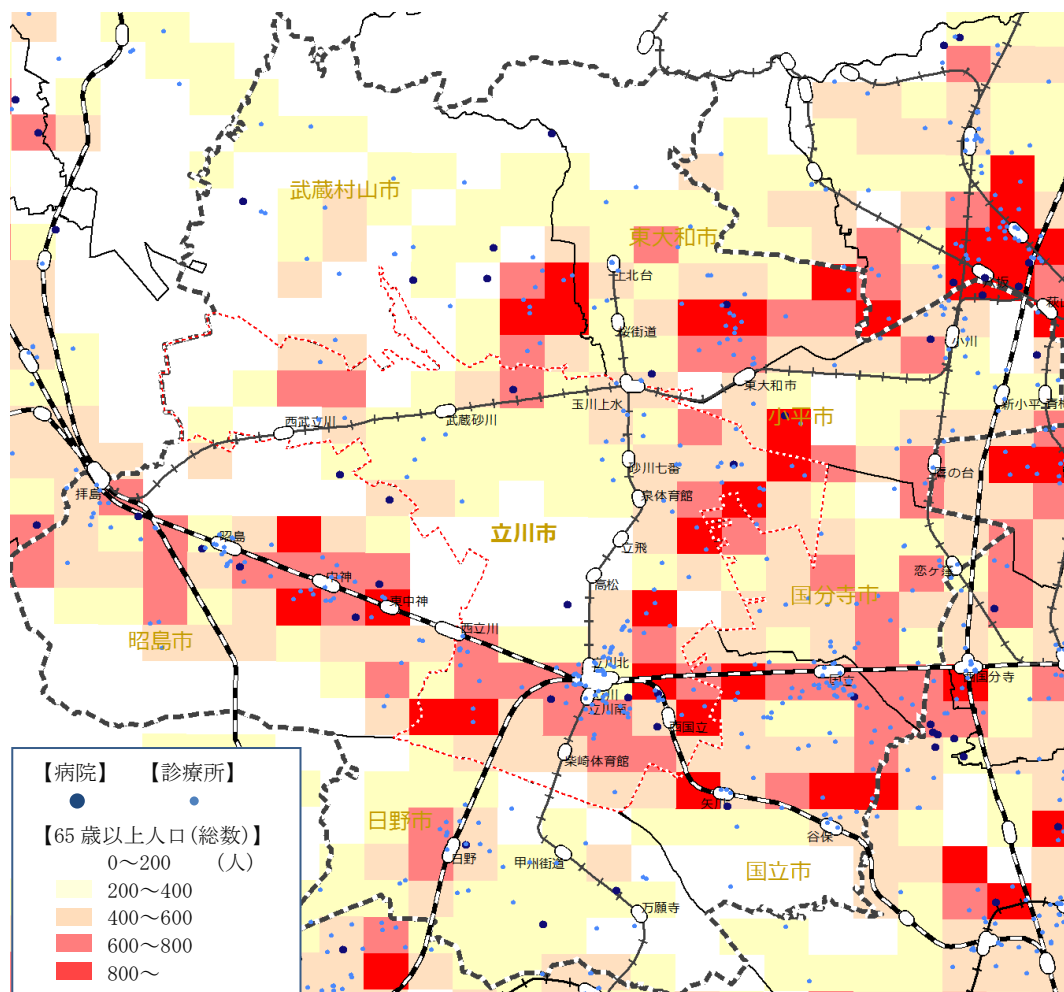 武蔵村山市
東大和市
上北台
八坂
萩山
桜街道
小川
東大和市
玉川上水
小平市
新小平
青梅
西武立川
武蔵砂川
砂川七番
鷹の台
拝島
泉体育館
立川市
昭島
立飛
恋ヶ窪
中神
高松
国分寺市
東中神
昭島市
西立川
立川北
国立
西国分寺
立川
立川南
西国立
柴崎体育館
【病院】 【診療所】
矢川
【65歳以上人口(総数)】
日野市
谷保
0～200 (人)
日野
甲州街道
国立市
200～400
400～600
万願寺
600～800
800～